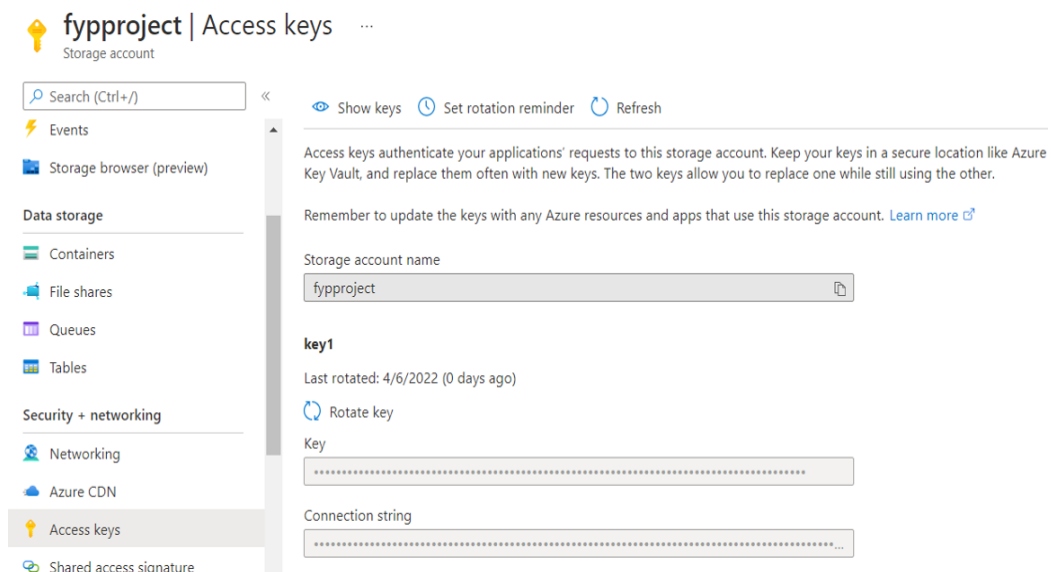 fypproject | Access keys ...
Storage account
Search (Ctrl+/)
«
Events
Storage browser (preview)
Data storage
Containers
File shares
Queues
Tables
Security + networking
Networking
Azure CDN
Access keys
Shared access signature
Show keys Set rotation reminder Refresh
Access keys authenticate your applications' requests to this storage account. Keep your keys in a secure location like Azure
Key Vault, and replace them often with new keys. The two keys allow you to replace one while still using the other.
Remember to update the keys with any Azure resources and apps that use this storage account. Learn more
Storage account name
fypproject
key1
Last rotated: 4/6/2022 (0 days ago)
Rotate key
Key
Connection string